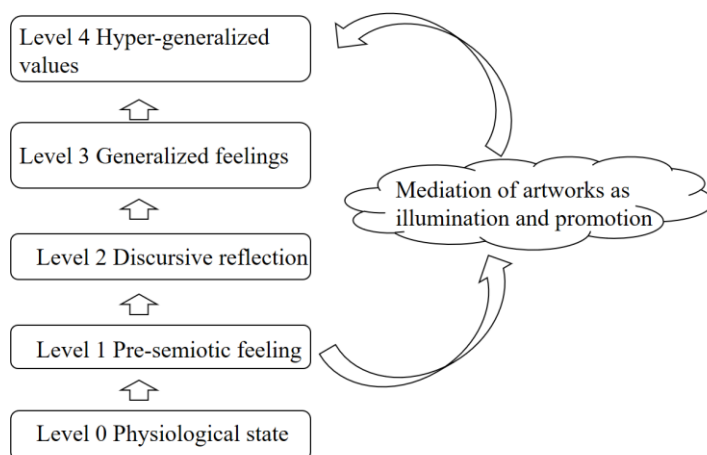 Level 4 Hyper-generalized
values
Level 3 Generalized feelings
Level 2 Discursive reflection
Level 1 Pre-semiotic feeling
Level 0 Physiological state
Mediation of artworks as
illumination and promotion